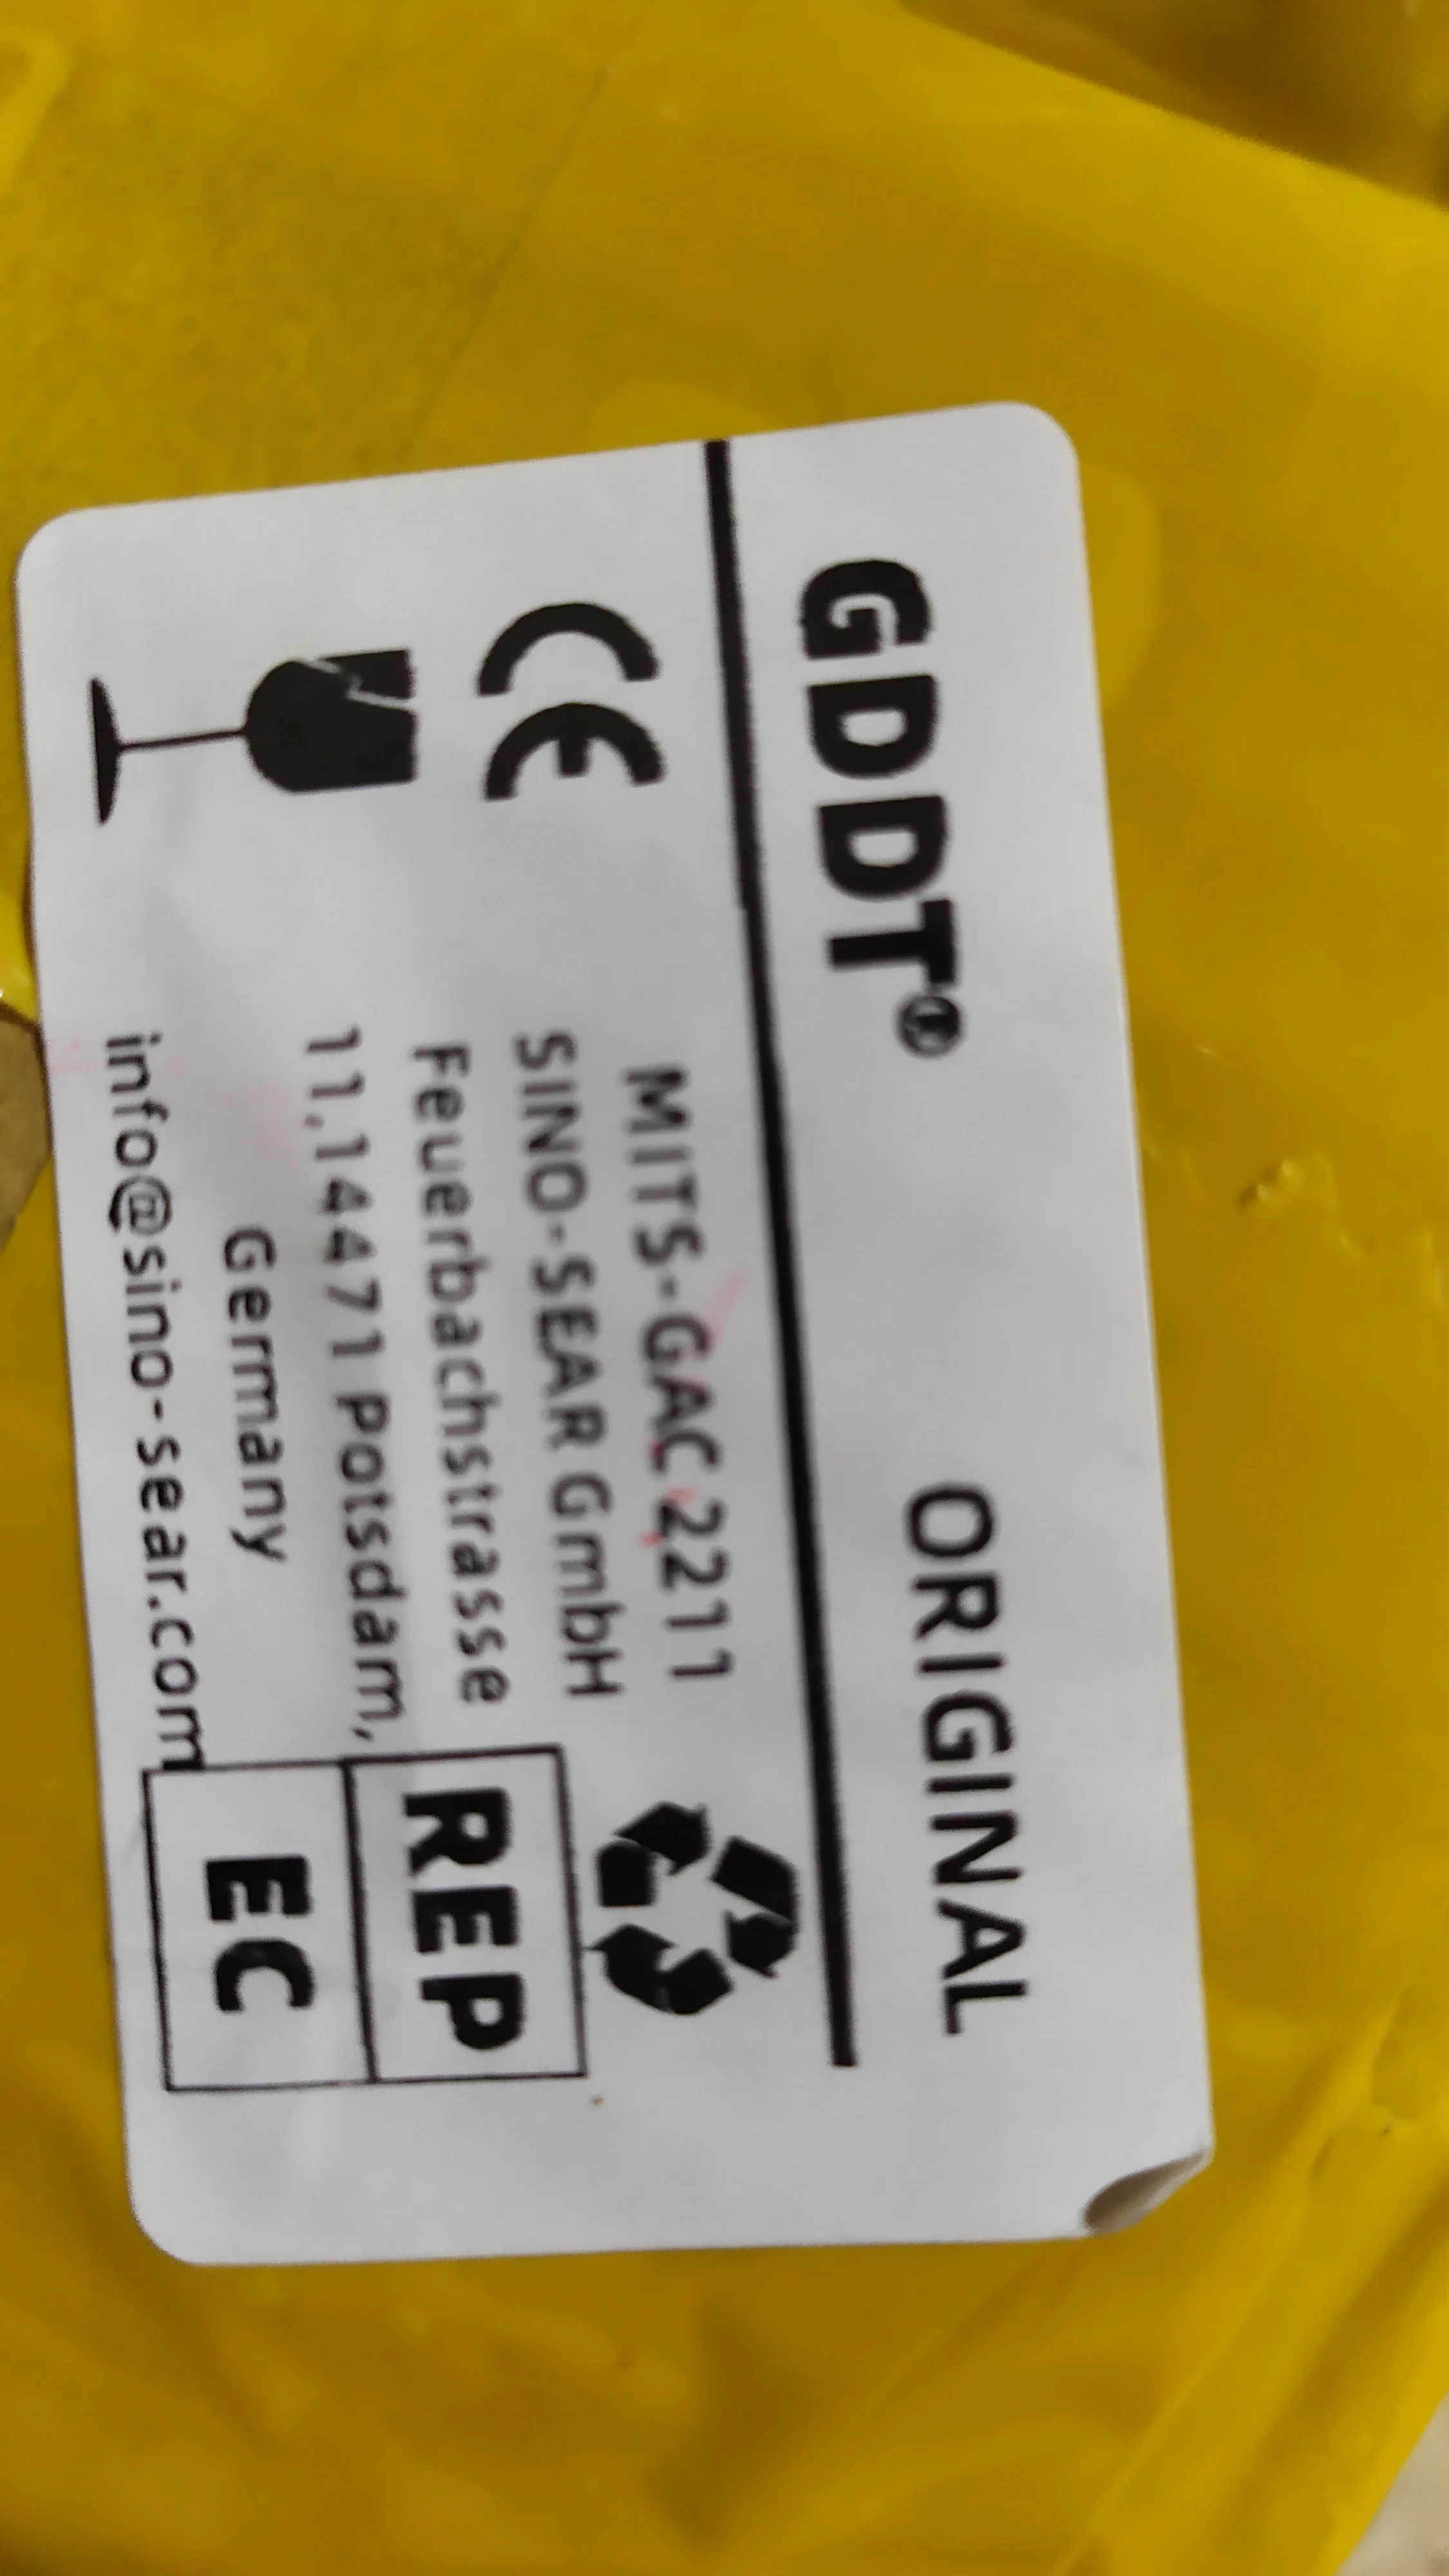 GDDT® ORIGINAL
CE
MITS-GAC 2211
SINO-SEAR GmbH
Feuerbachstrasse
11,14471 Potsdam,
Germany
info@sino-sear.com
EC REP